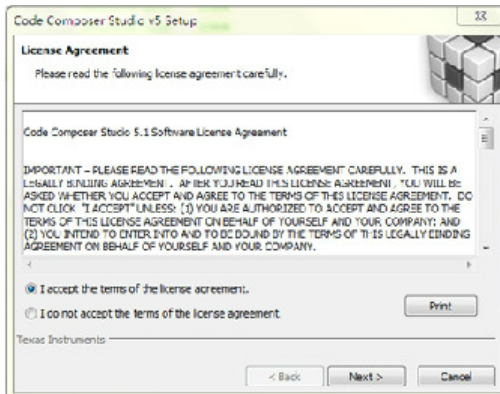 Code Composer Studio v5 Setup
License Agreement
Please read the following license agreement carefully.
Code Composer Studio 5.1 Software License Agreement
IMPORTANT – PLEASE READ THE FOLLOWING LICENSE AGREEMENT CAREFULLY. THIS IS A
LEGALLY BINDING AGREEMENT. AFTER YOU READ THIS LICENSE AGREEMENT, YOU WILL BE
ASKED WHETHER YOU ACCEPT AND AGREE TO THE TERMS OF THIS LICENSE AGREEMENT. DO
NOT CLICK "I ACCEPT" UNLESS: (1) YOU ARE AUTHORIZED TO ACCEPT AND AGREE TO THE
TERMS OF THIS LICENSE AGREEMENT ON BEHALF OF YOURSELF AND YOUR COMPANY; AND
(2) YOU INTEND TO ENTER INTO AND TO BE BOUND BY THE TERMS OF THIS LEGALLY BINDING
AGREEMENT ON BEHALF OF YOURSELF AND YOUR COMPANY.
I accept the terms of the license agreement.
I do not accept the terms of the license agreement.
Print
Texas Instruments
< Back
Next >
Cancel